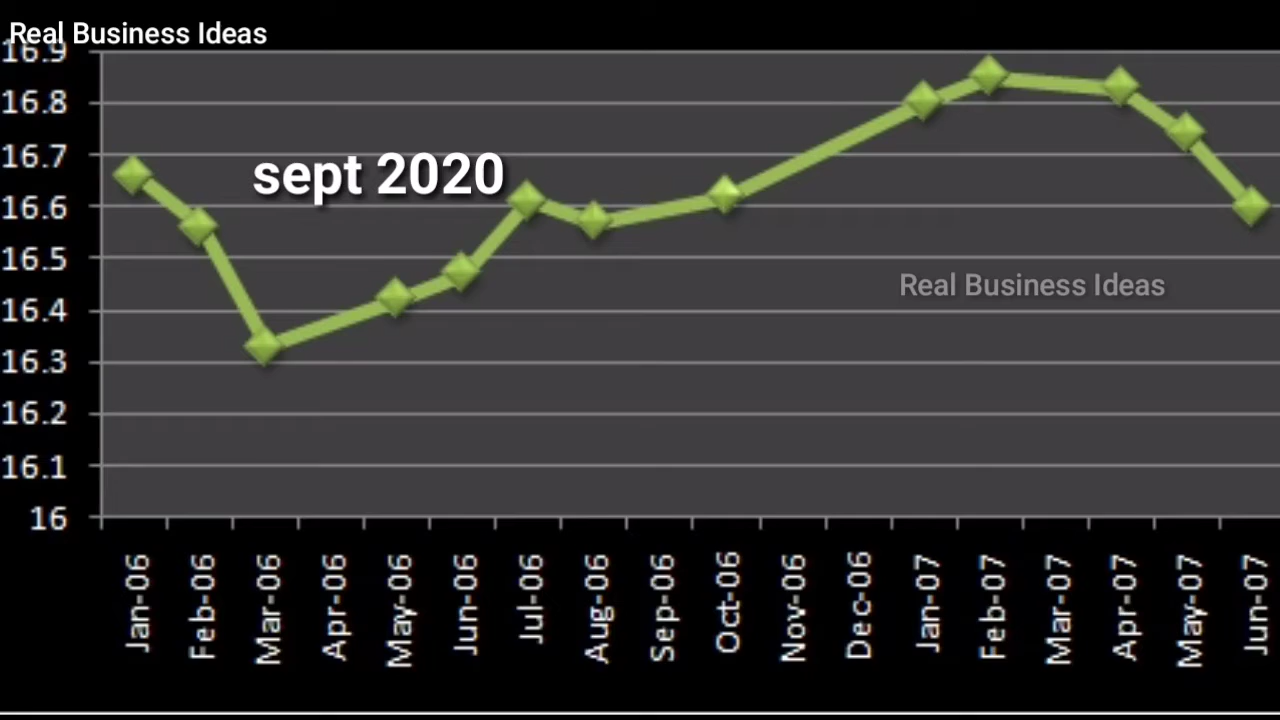 Real Business Ideas
16.9
16.8
16.7
sept 2020
16.6
16.5
Real Business Ideas
16.4
16.3
16.2
16.1
16
Jan-06
Feb-06
Mar-06
Apr-06
May-06
Jun-06
Jul-06
Aug-06
Sep-06
Oct-06
Nov-06
Dec-06
Jan-07
Feb-07
Mar-07
Apr-07
May-07
Jun-07